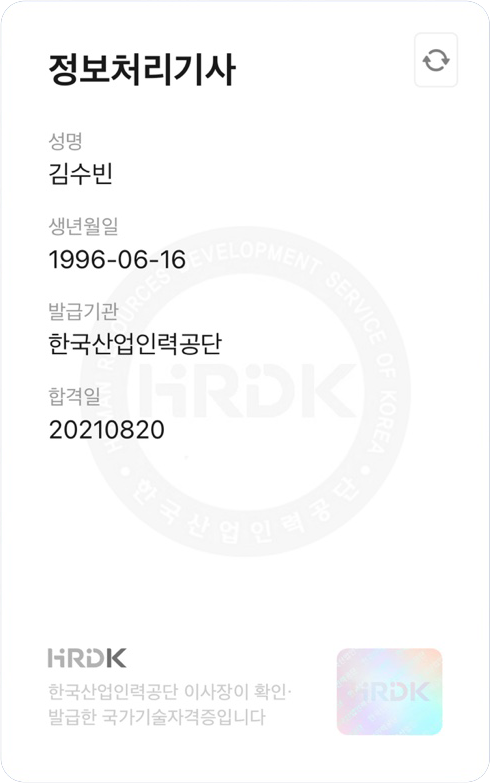 정보처리기사
성명
김수빈
생년월일
1996-06-16
발급기관
한국산업인력공단
합격일
20210820
HUMAN RESOURCES DEVELOPMENT SERVICE OF KOREA
HRDK
한국산업인력공단
HRDK
한국산업인력공단 이사장이 확인·
발급한 국가기술자격증입니다
HRDK